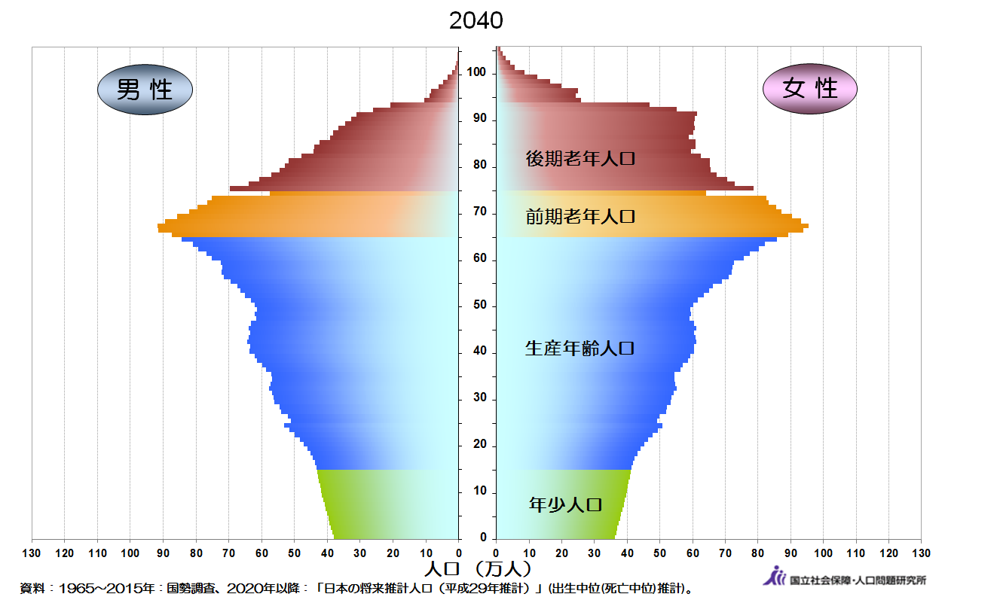 2040
男 性
女 性
100
90
80
70
60
50
40
30
20
10
0
後期老年人口
前期老年人口
生産年齢人口
年少人口
130 120 110 100 90 80 70 60 50 40 30 20 10 0
0 10 20 30 40 50 60 70 80 90 100 110 120 130
人口 （万人）
資料：1965～2015年：国勢調査、2020年以降：「日本の将来推計人口（平成29年推計）」(出生中位(死亡中位)推計)。
国立社会保障・人口問題研究所